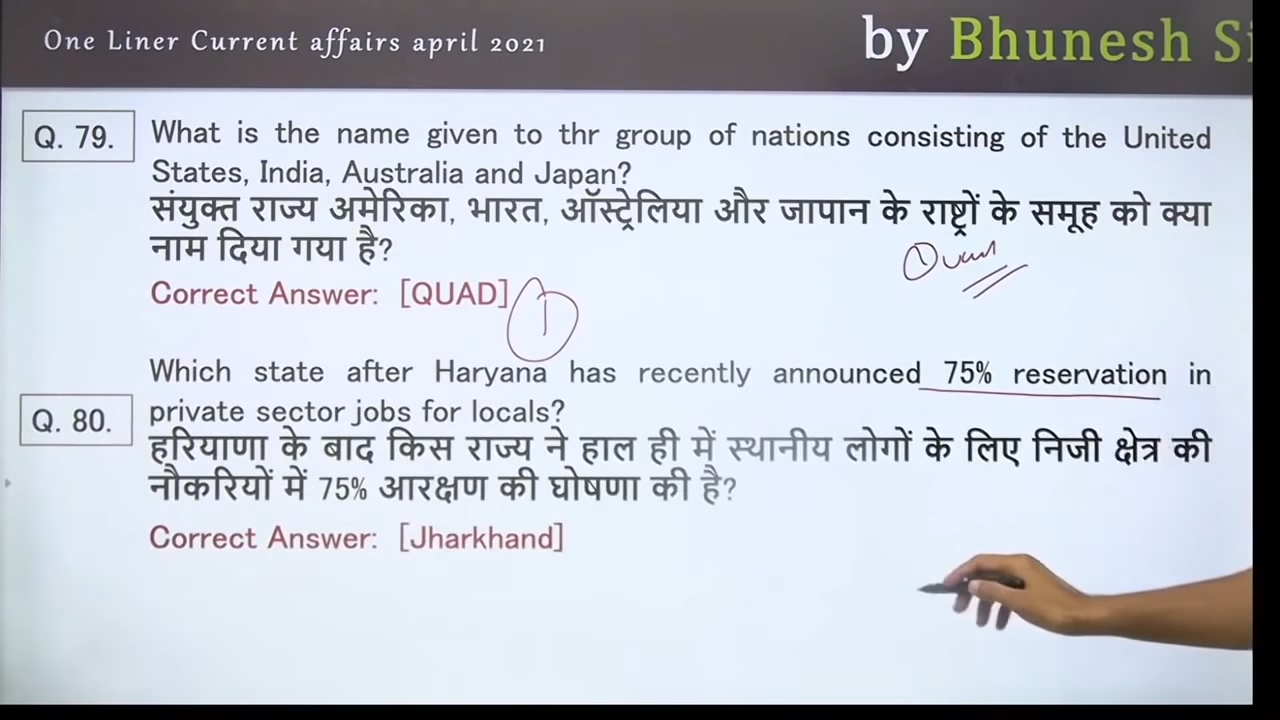 One Liner Current affairs april 2021
by Bhunesh
Q. 79.
What is the name given to thr group of nations consisting of the United
States, India, Australia and Japan?
संयुक्त राज्य अमेरिका, भारत, ऑस्ट्रेलिया और जापान के राष्ट्रों के समूह को क्या
नाम दिया गया है?
Quad
Correct Answer: [QUAD]
Which state after Haryana has recently announced 75% reservation in
Q. 80.
private sector jobs for locals?
हरियाणा के बाद किस राज्य ने हाल ही में स्थानीय लोगों के लिए निजी क्षेत्र की
नौकरियों में 75% आरक्षण की घोषणा की है?
Correct Answer: [Jharkhand]